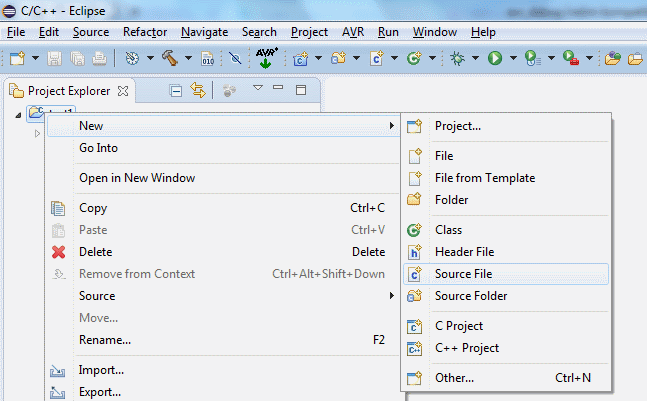 C/C++ - Eclipse
File Edit Source Refactor Navigate Search Project AVR Run Window Help
AVR
Project Explorer
New
Go Into
Open in New Window
Copy Ctrl+C
Paste Ctrl+V
Delete Delete
Remove from Context Ctrl+Alt+Shift+Down
Source
Move...
Rename... F2
Import...
Export...
Project...
File
File from Template
Folder
Class
Header File
Source File
Source Folder
C Project
C++ Project
Other... Ctrl+N